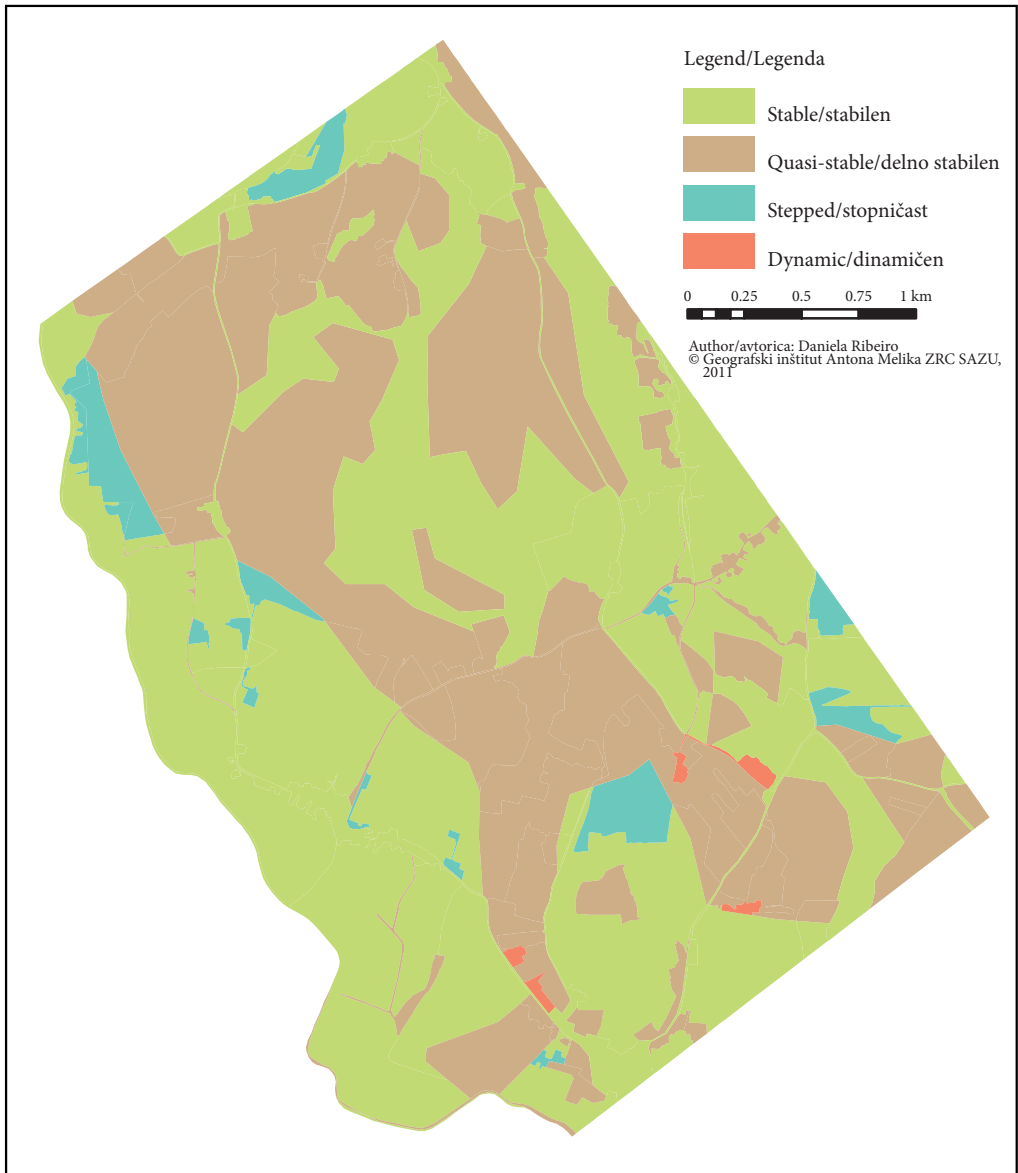 Legend/Legenda
Stable/stabilen
Quasi-stable/delno stabilen
Stepped/stopničast
Dynamic/dinamičen
0 0.25 0.5 0.75 1 km
Author/avtorica: Daniela Ribeiro
© Geografski inštitut Antona Melika ZRC SAZU,
2011